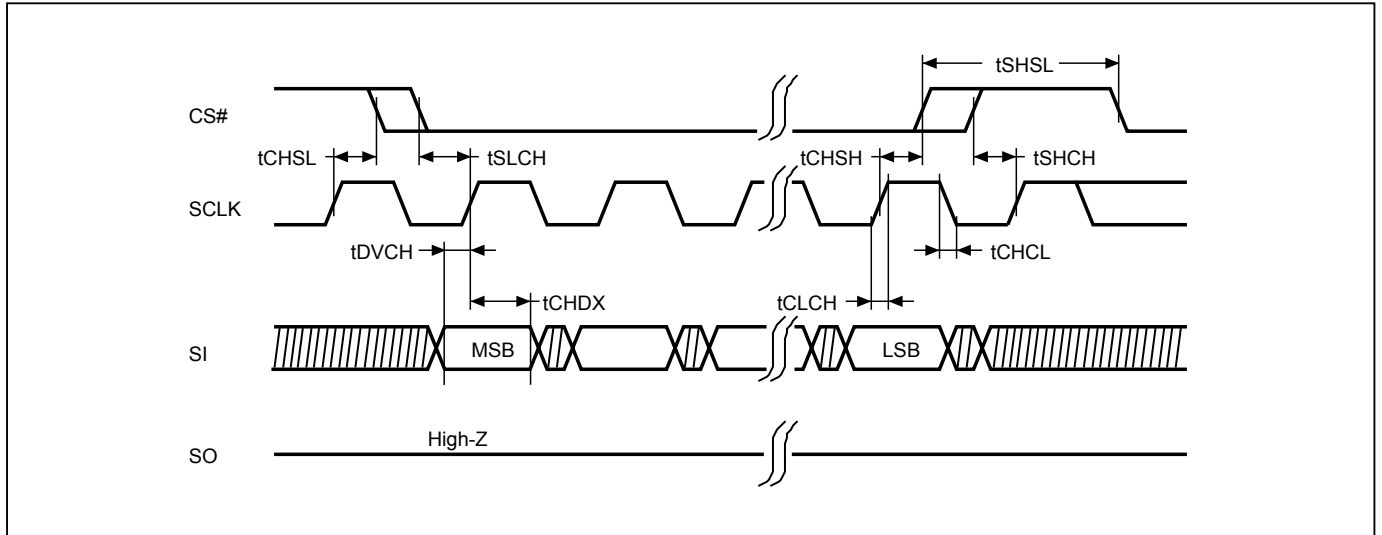 tSHSL
CS#
tCHSL
tSLCH
tCHSH
tSHCH
SCLK
tDVCH
tCHCL
tCHDX
tCLCH
SI
MSB
LSB
High-Z
SO